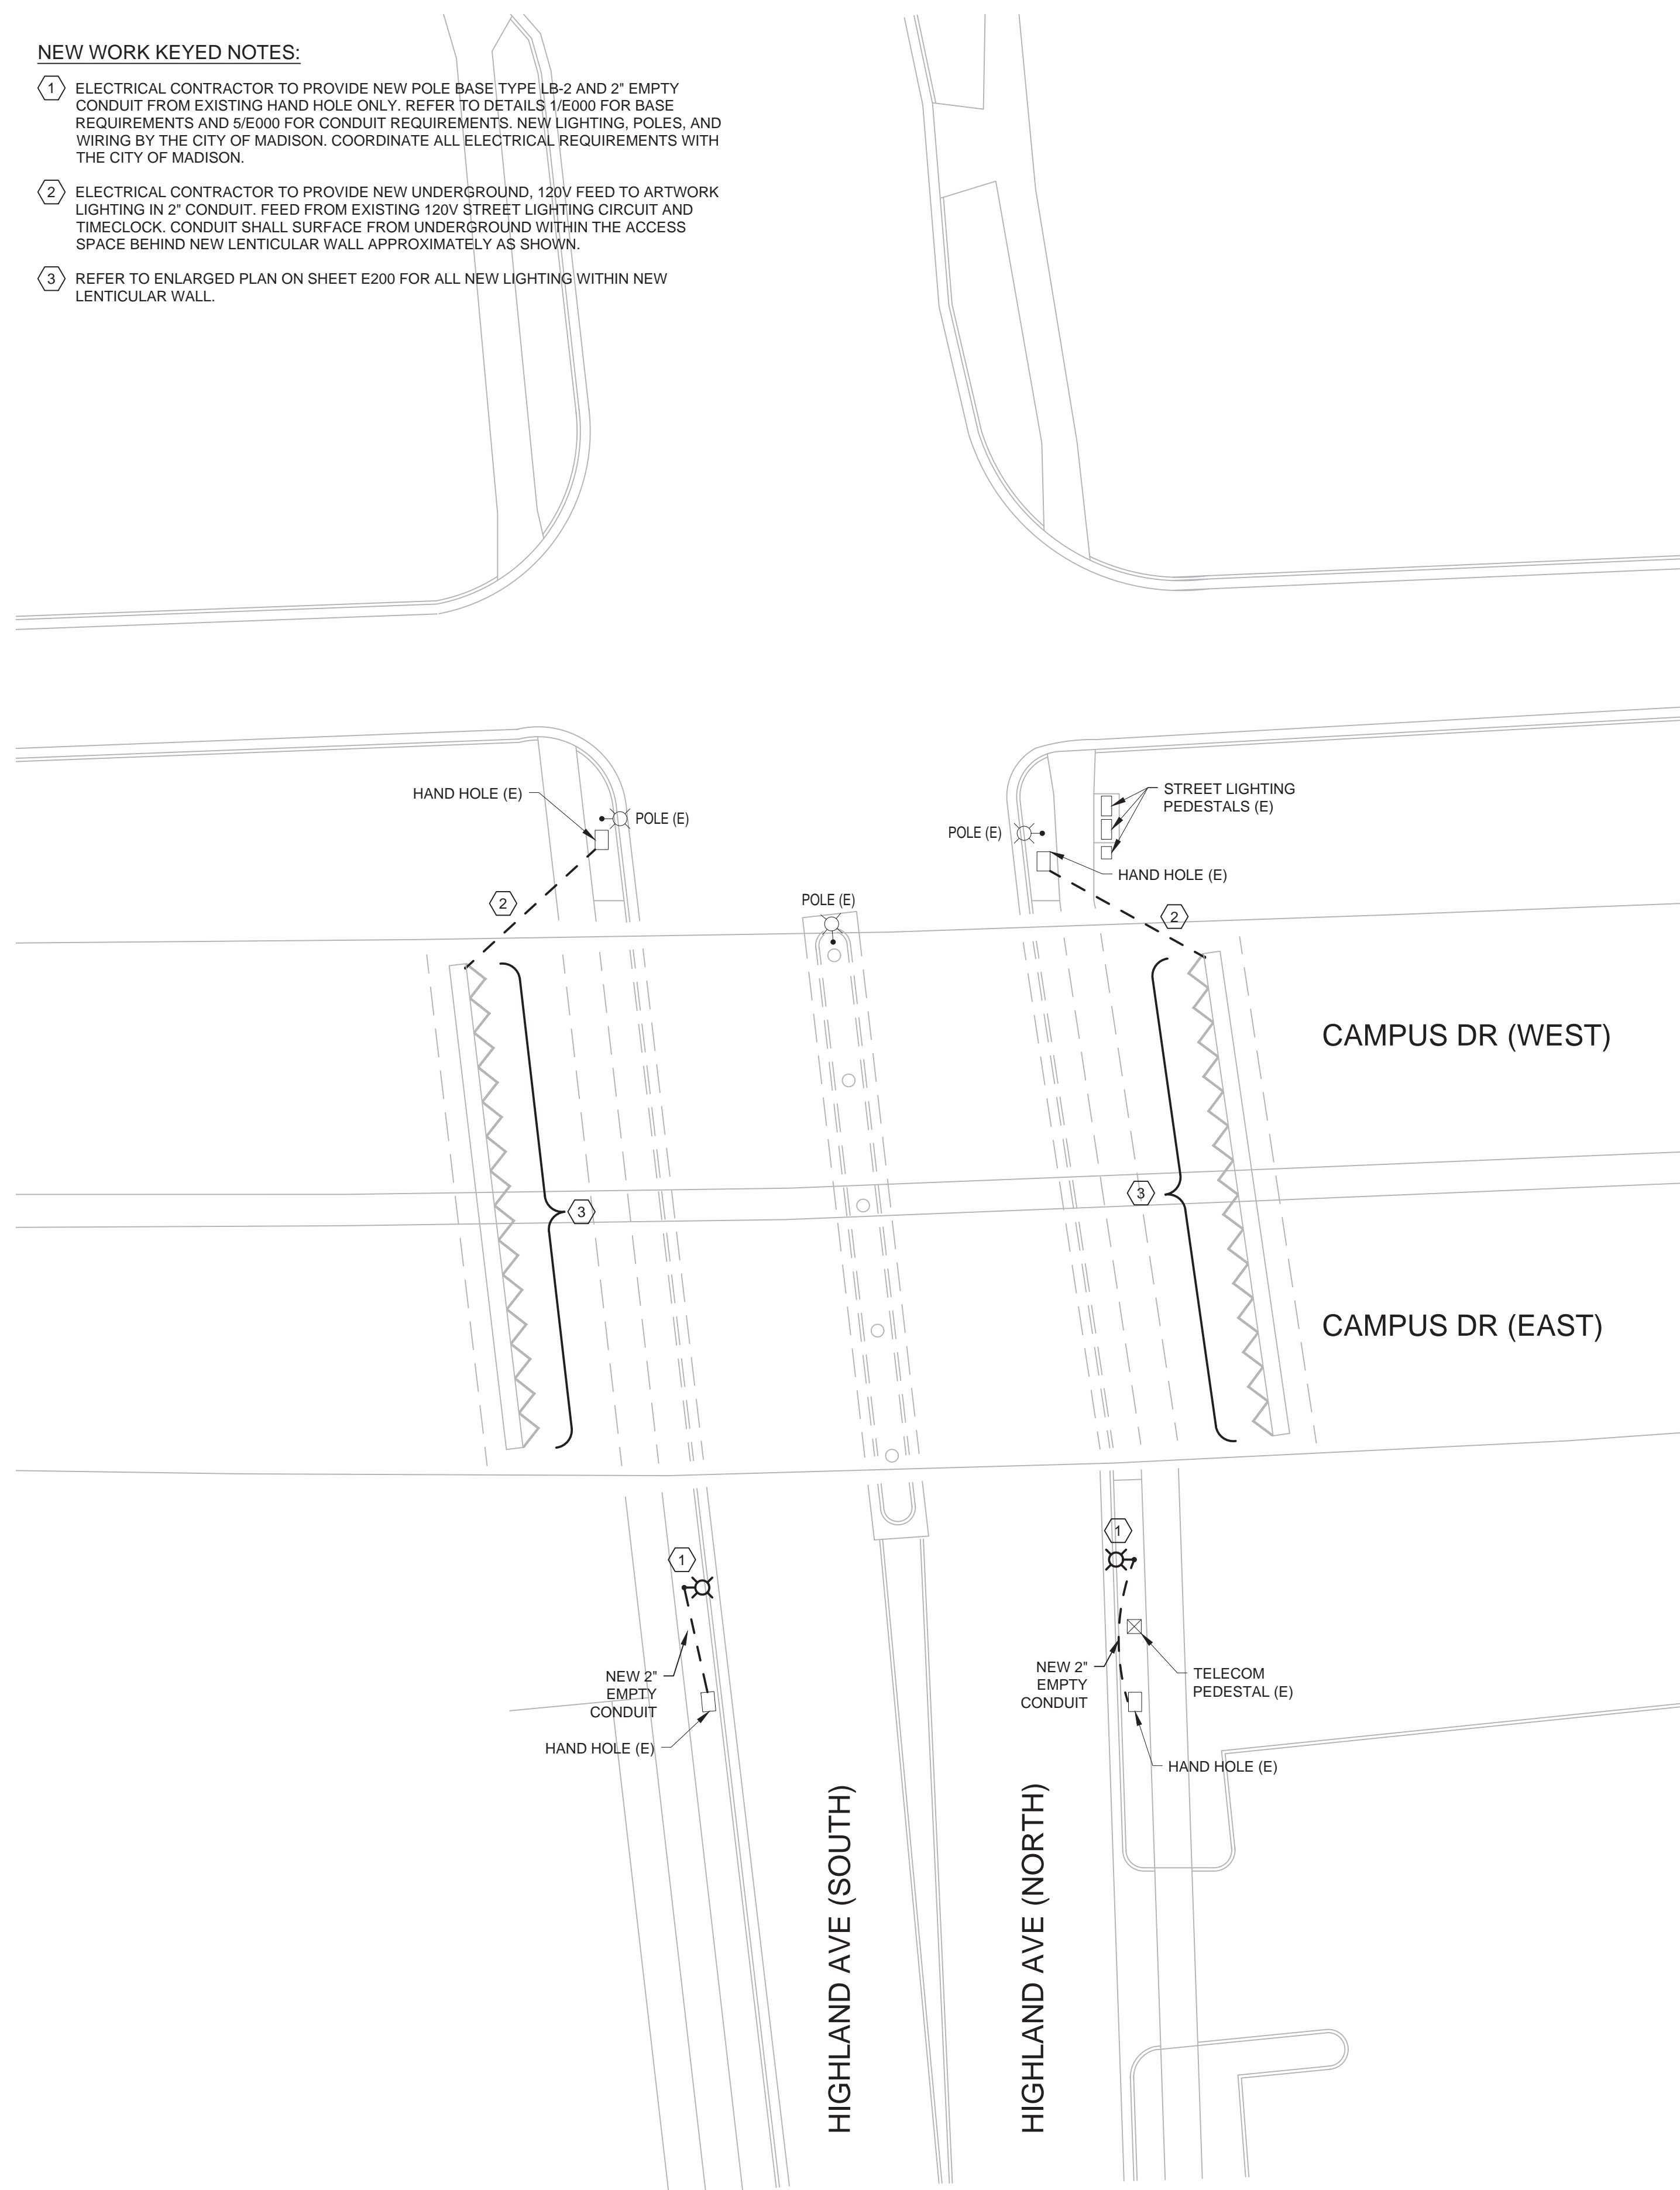 NEW WORK KEYED NOTES:
1 ELECTRICAL CONTRACTOR TO PROVIDE NEW POLE BASE TYPE LB-2 AND 2" EMPTY
CONDUIT FROM EXISTING HAND HOLE ONLY. REFER TO DETAILS 1/E000 FOR BASE
REQUIREMENTS AND 5/E000 FOR CONDUIT REQUIREMENTS. NEW LIGHTING, POLES, AND
WIRING BY THE CITY OF MADISON. COORDINATE ALL ELECTRICAL REQUIREMENTS WITH
THE CITY OF MADISON.
2 ELECTRICAL CONTRACTOR TO PROVIDE NEW UNDERGROUND, 120V FEED TO ARTWORK
LIGHTING IN 2" CONDUIT. FEED FROM EXISTING 120V STREET LIGHTING CIRCUIT AND
TIMECLOCK. CONDUIT SHALL SURFACE FROM UNDERGROUND WITHIN THE ACCESS
SPACE BEHIND NEW LENTICULAR WALL APPROXIMATELY AS SHOWN.
3 REFER TO ENLARGED PLAN ON SHEET E200 FOR ALL NEW LIGHTING WITHIN NEW
LENTICULAR WALL.
HAND HOLE (E)
POLE (E)
STREET LIGHTING
PEDESTALS (E)
POLE (E)
HAND HOLE (E)
2
POLE (E)
2
CAMPUS DR (WEST)
3
3
CAMPUS DR (EAST)
1
1
NEW 2"
EMPTY
CONDUIT
HAND HOLE (E)
NEW 2"
EMPTY
CONDUIT
TELECOM
PEDESTAL (E)
HAND HOLE (E)
HIGHLAND AVE (SOUTH)
HIGHLAND AVE (NORTH)